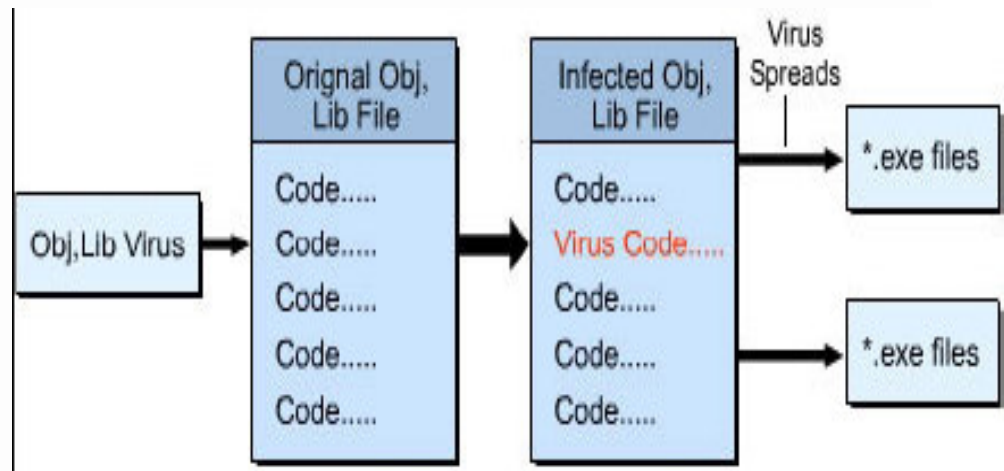 Obj,Lib Virus
Orignal Obj,
Lib File
Code.....
Code.....
Code.....
Code.....
Code.....
Infected Obj,
Lib File
Code.....
Virus Code.....
Code.....
Code.....
Code.....
Virus
Spreads
*.exe files
*.exe files